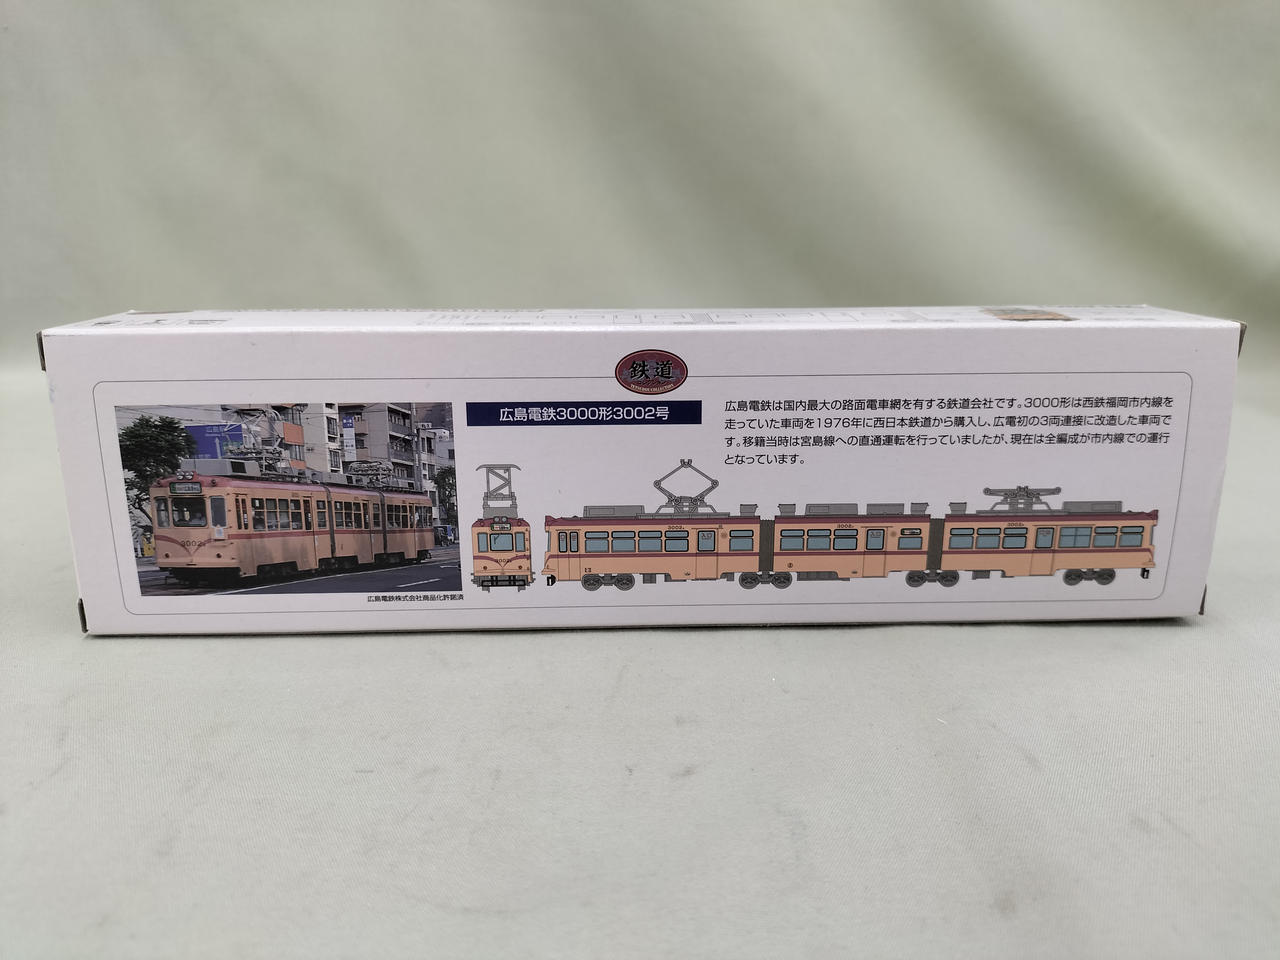 鉄道
TETSUDOU COLLECTION
広島電鉄3000形3002号
広島電鉄は国内最大の路面電車網を有する鉄道会社です。3000形は西鉄福岡市内線を
走っていた車両を1976年に西日本鉄道から購入し、広電初の3両連接に改造した車両で
す。移籍当時は宮島線への直通運転を行っていましたが、現在は全編成が市内線での運行
となっています。
3002
広島電鉄株式会社商品化許諾済